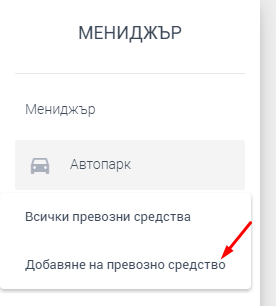 МЕНИДЖЪР
Мениджър
Автопарк
Всички превозни средства
Добавяне на превозно средство